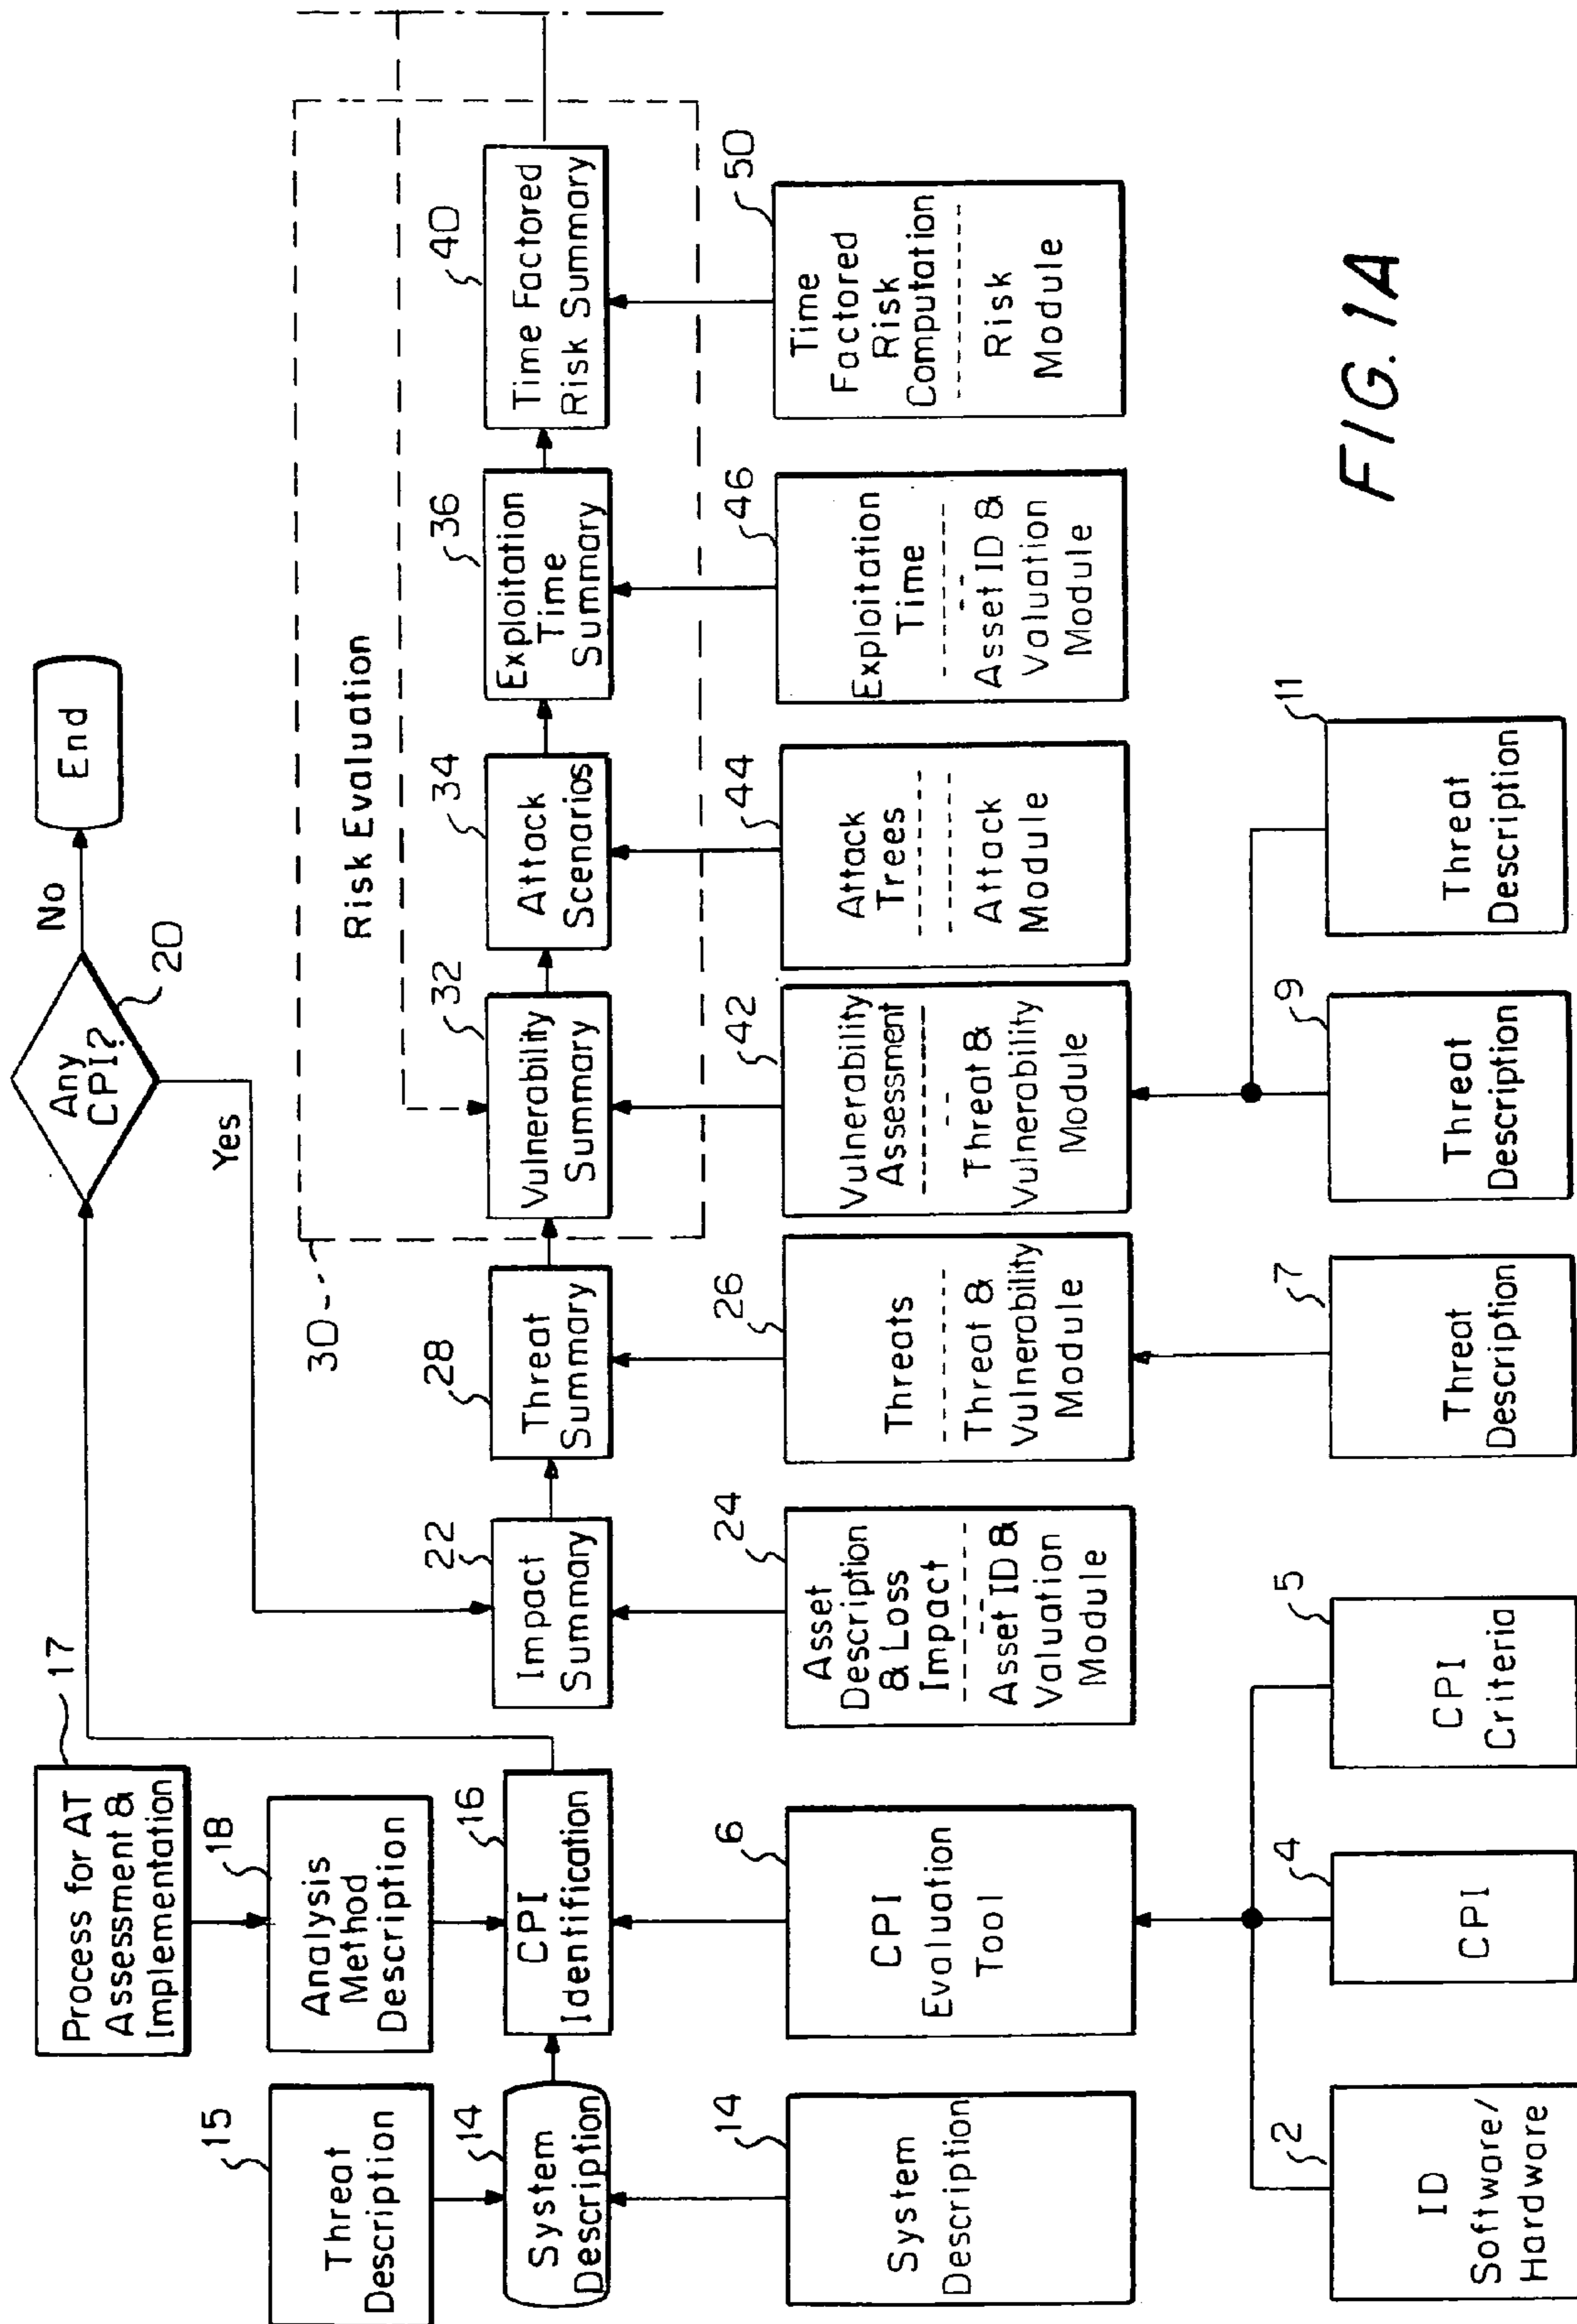 17
Process for AT
Assessment &
Implementation
Any
CPI?
20
No
End
Yes
15
Threat
Description
18
Analysis
Method
Description
30
Risk Evaluation
14
System
Description
16
CPI
Identification
22
Impact
Summary
28
Threat
Summary
32
Vulnerability
Summary
34
Attack
Scenarios
36
Exploitation
Time
Summary
40
Time Factored
Risk Summary
14
System
Description
6
CPI
Evaluation
Tool
24
Asset
Description
& Loss
Impact
Asset ID &
Valuation
Module
26
Threats
Threat &
Vulnerability
Module
42
Vulnerability
Assessment
Threat &
Vulnerability
Module
44
Attack
Trees
Attack
Module
46
Exploitation
Time
Asset ID &
Valuation
Module
50
Time
Factored
Risk
Computation
Risk
Module
2
ID
Software/
Hardware
4
CPI
5
CPI
Criteria
7
Threat
Description
9
Threat
Description
11
Threat
Description
FIG. 1A